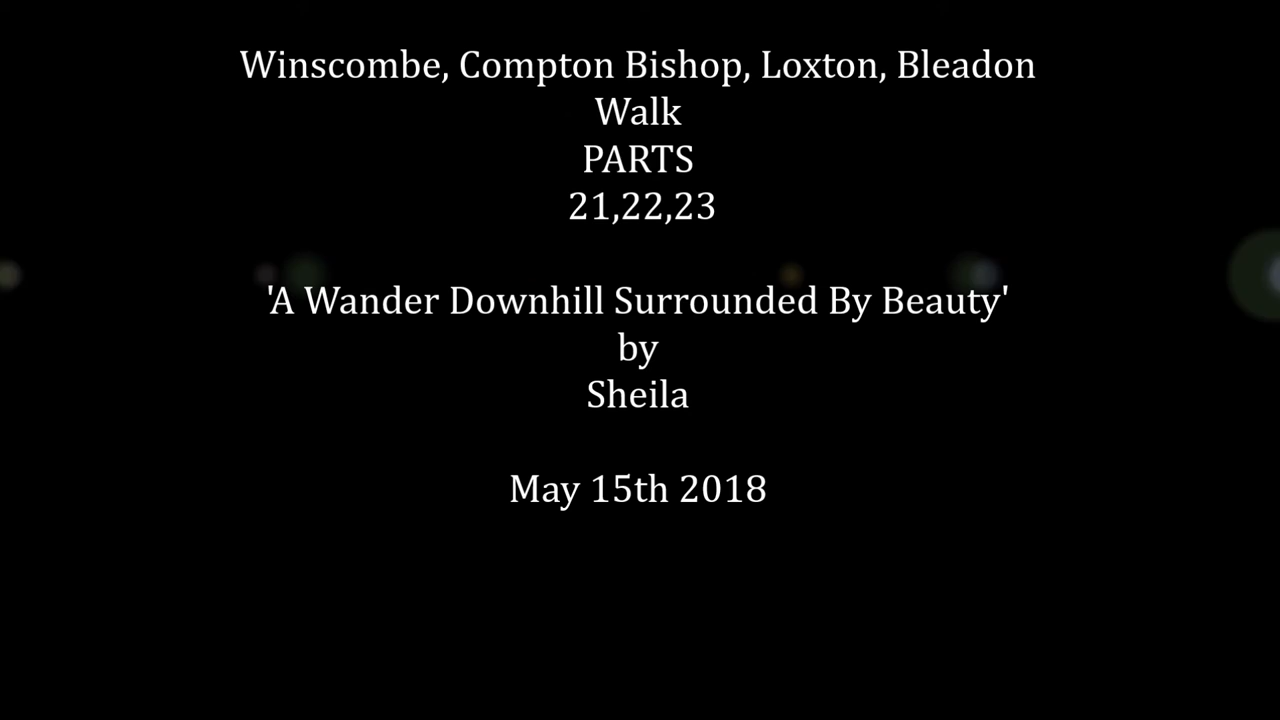 Winscombe, Compton Bishop, Loxton, Bleadon
Walk
PARTS
21,22,23
'A Wander Downhill Surrounded By Beauty'
by
Sheila
May 15th 2018